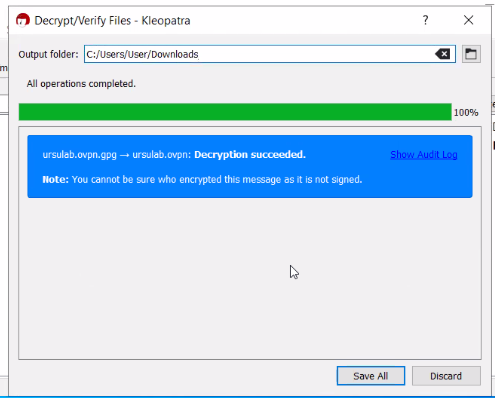 Decrypt/Verify Files - Kleopatra
?
Output folder: C:/Users/User/Downloads
All operations completed.
100%
ursulab.ovpn.gpg → ursulab.ovpn: Decryption succeeded. Show Audit Log
Note: You cannot be sure who encrypted this message as it is not signed.
Save All Discard